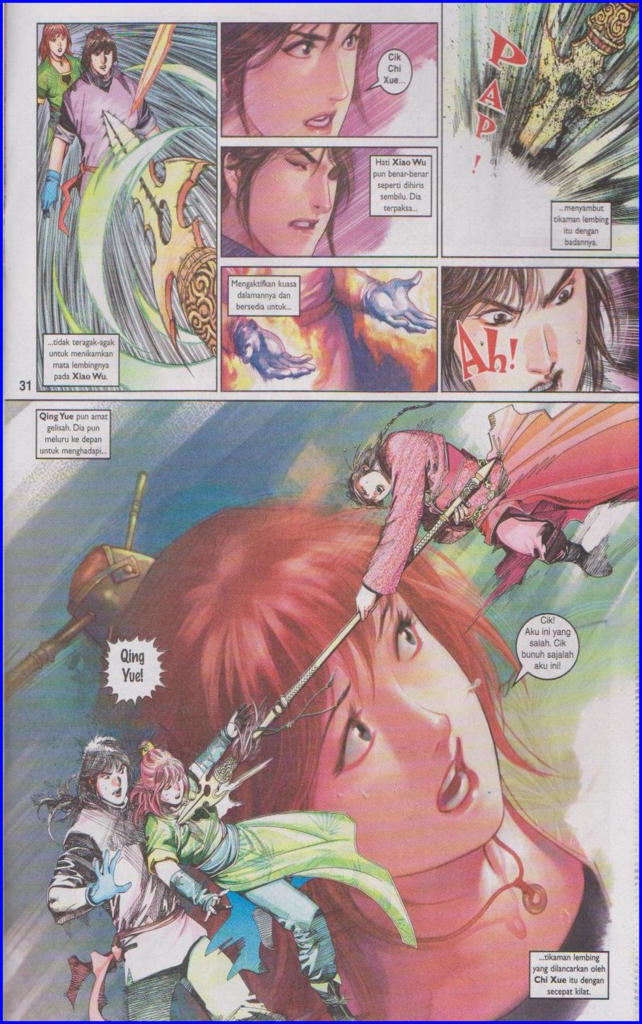 ...tidak teragak-agak
untuk menikamkan
mata lembingnya
pada Xiao Wu.
Cik
Chi
Xue...
Hati Xiao Wu
pun benar-benar
seperti dihiris
sembilu. Dia
terpaksa...
Mengaktifkan kuasa
dalamannya dan
bersedia untuk...
PAP!
...menyambut
tikaman lembing
itu dengan
badannya.
Ah!
31
Qing Yue pun amat
gelisah. Dia pun
meluru ke depan
untuk menghadapi...
Qing
Yue!
Cik!
Aku ini yang
salah. Cik
bunuh sajalah
aku ini!
...tikaman lembing
yang dilancarkan oleh
Chi Xue itu dengan
secepat kilat.